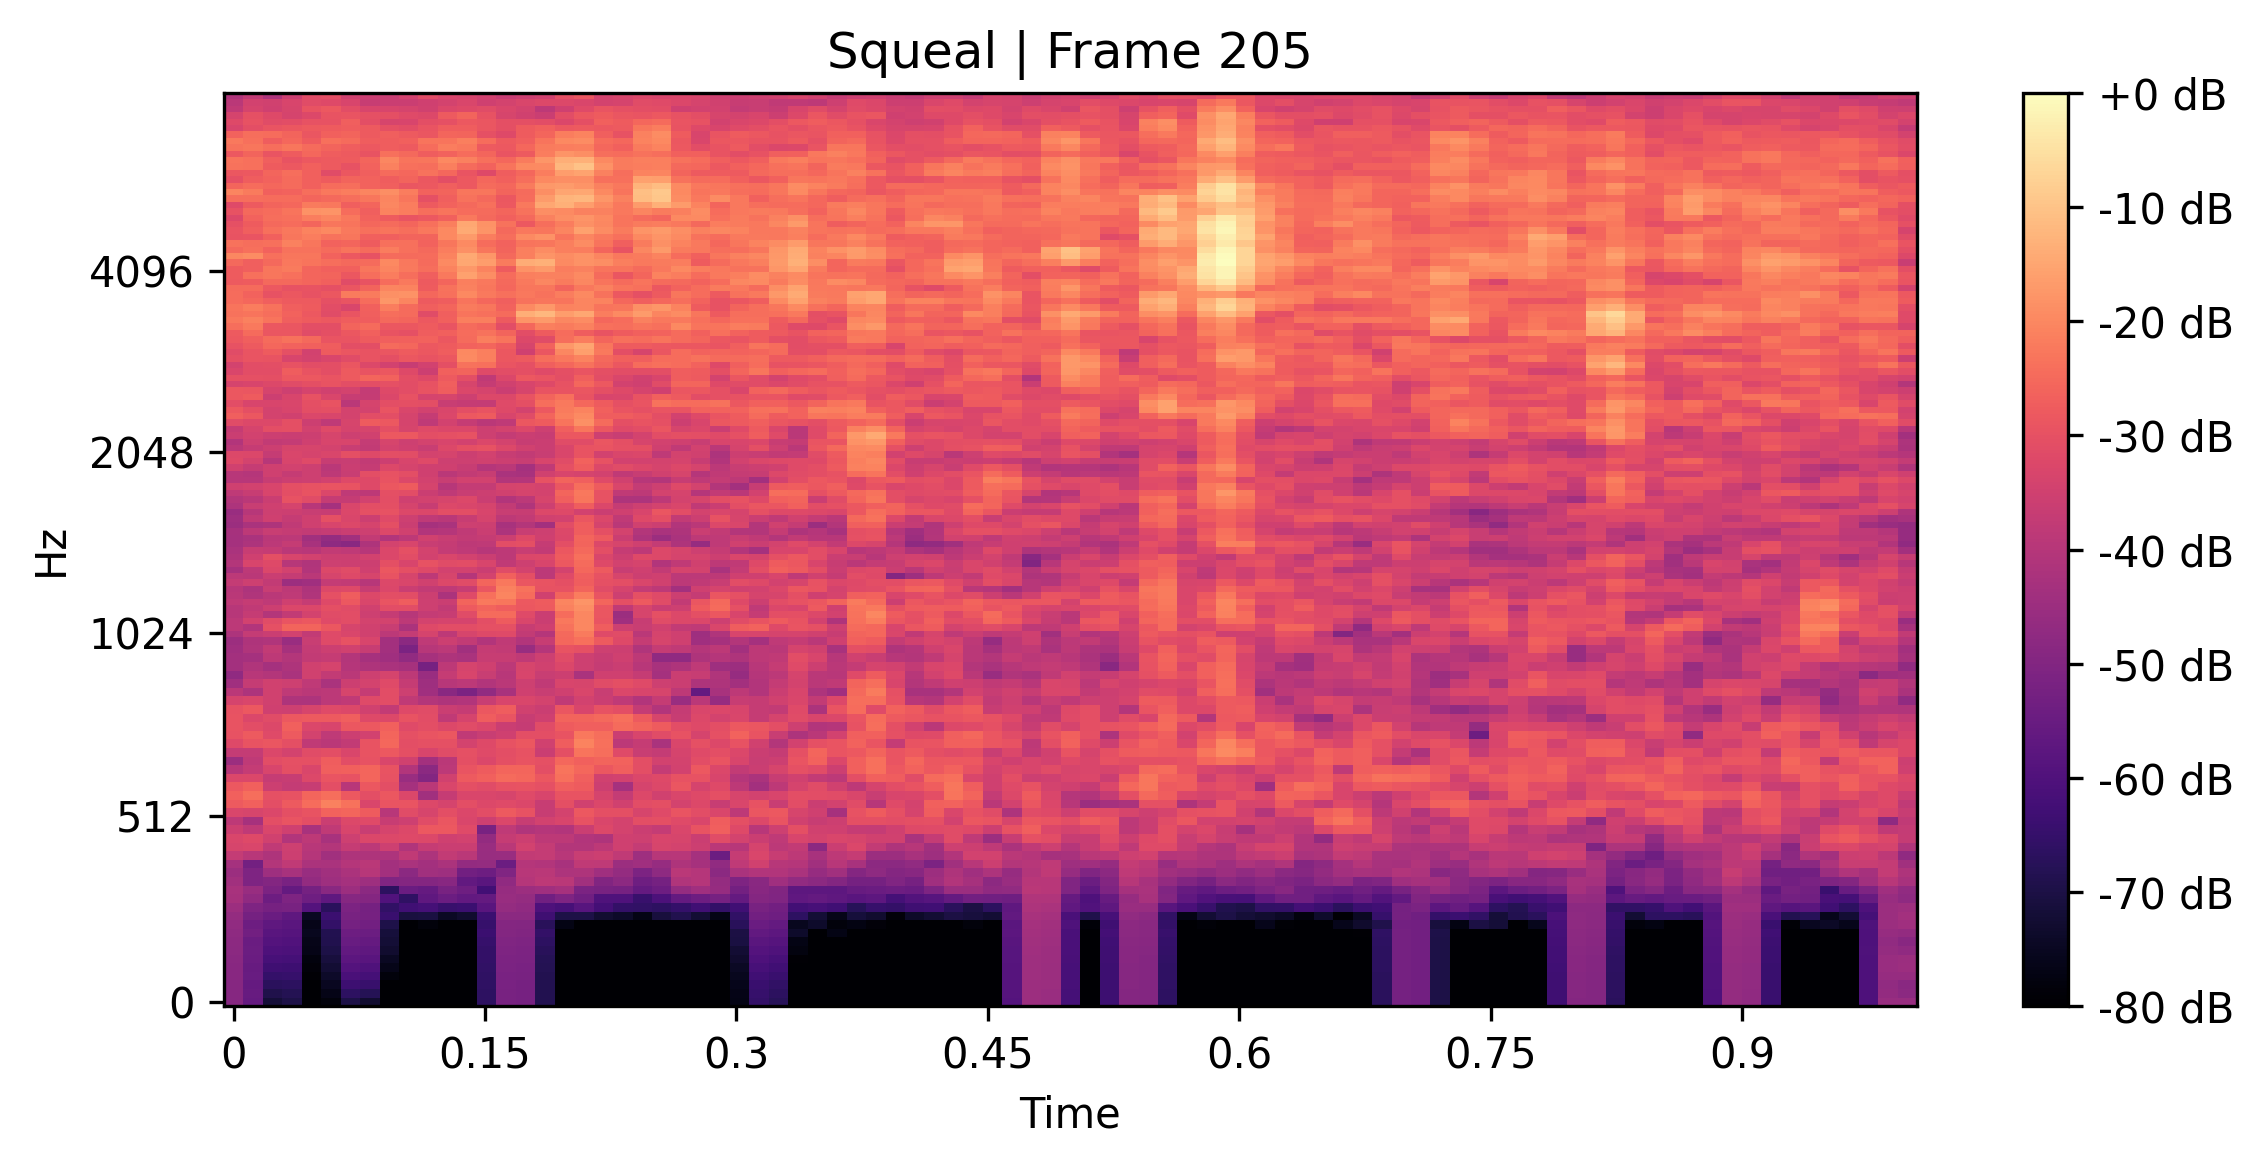 Squeal | Frame 205
+0 dB
-10 dB
-20 dB
-30 dB
-40 dB
-50 dB
-60 dB
-70 dB
-80 dB
Hz
4096
2048
1024
512
0
0 0.15 0.3 0.45 0.6 0.75 0.9
Time